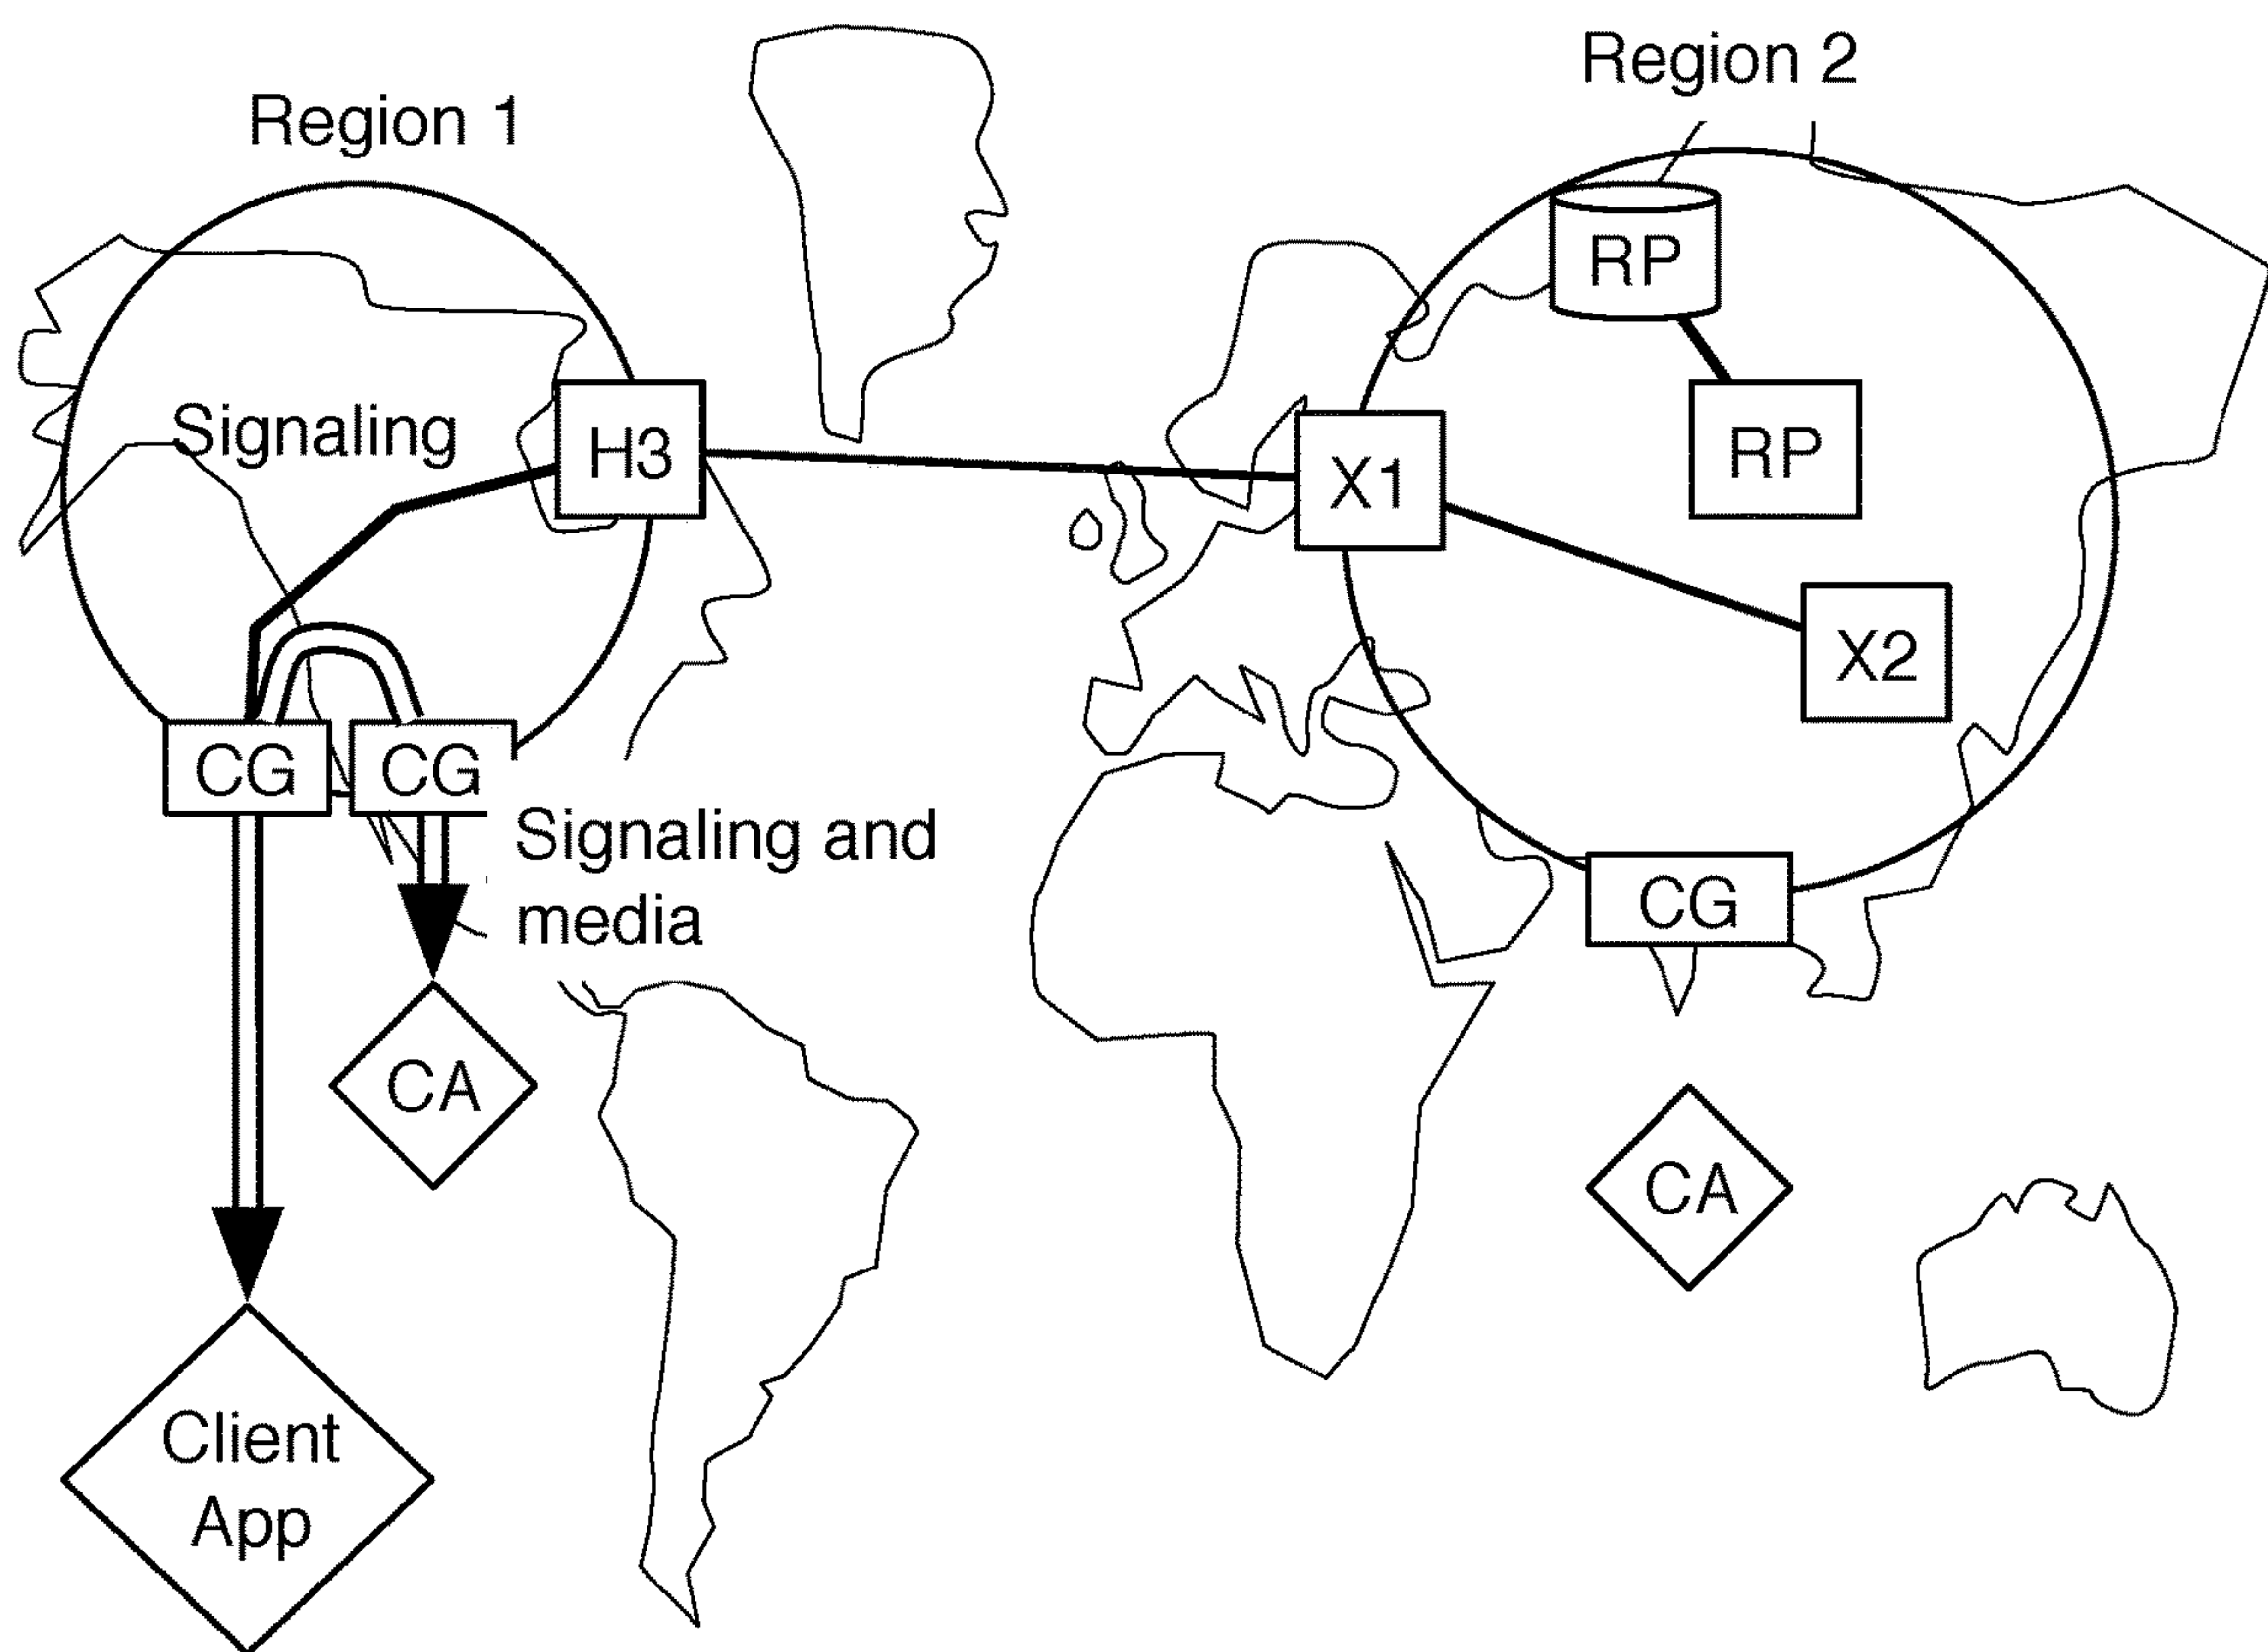 Region 1
Region 2
RP
RP
Signaling
H3
X1
X2
CG
CG
Signaling and
media
CG
CA
CA
Client
App